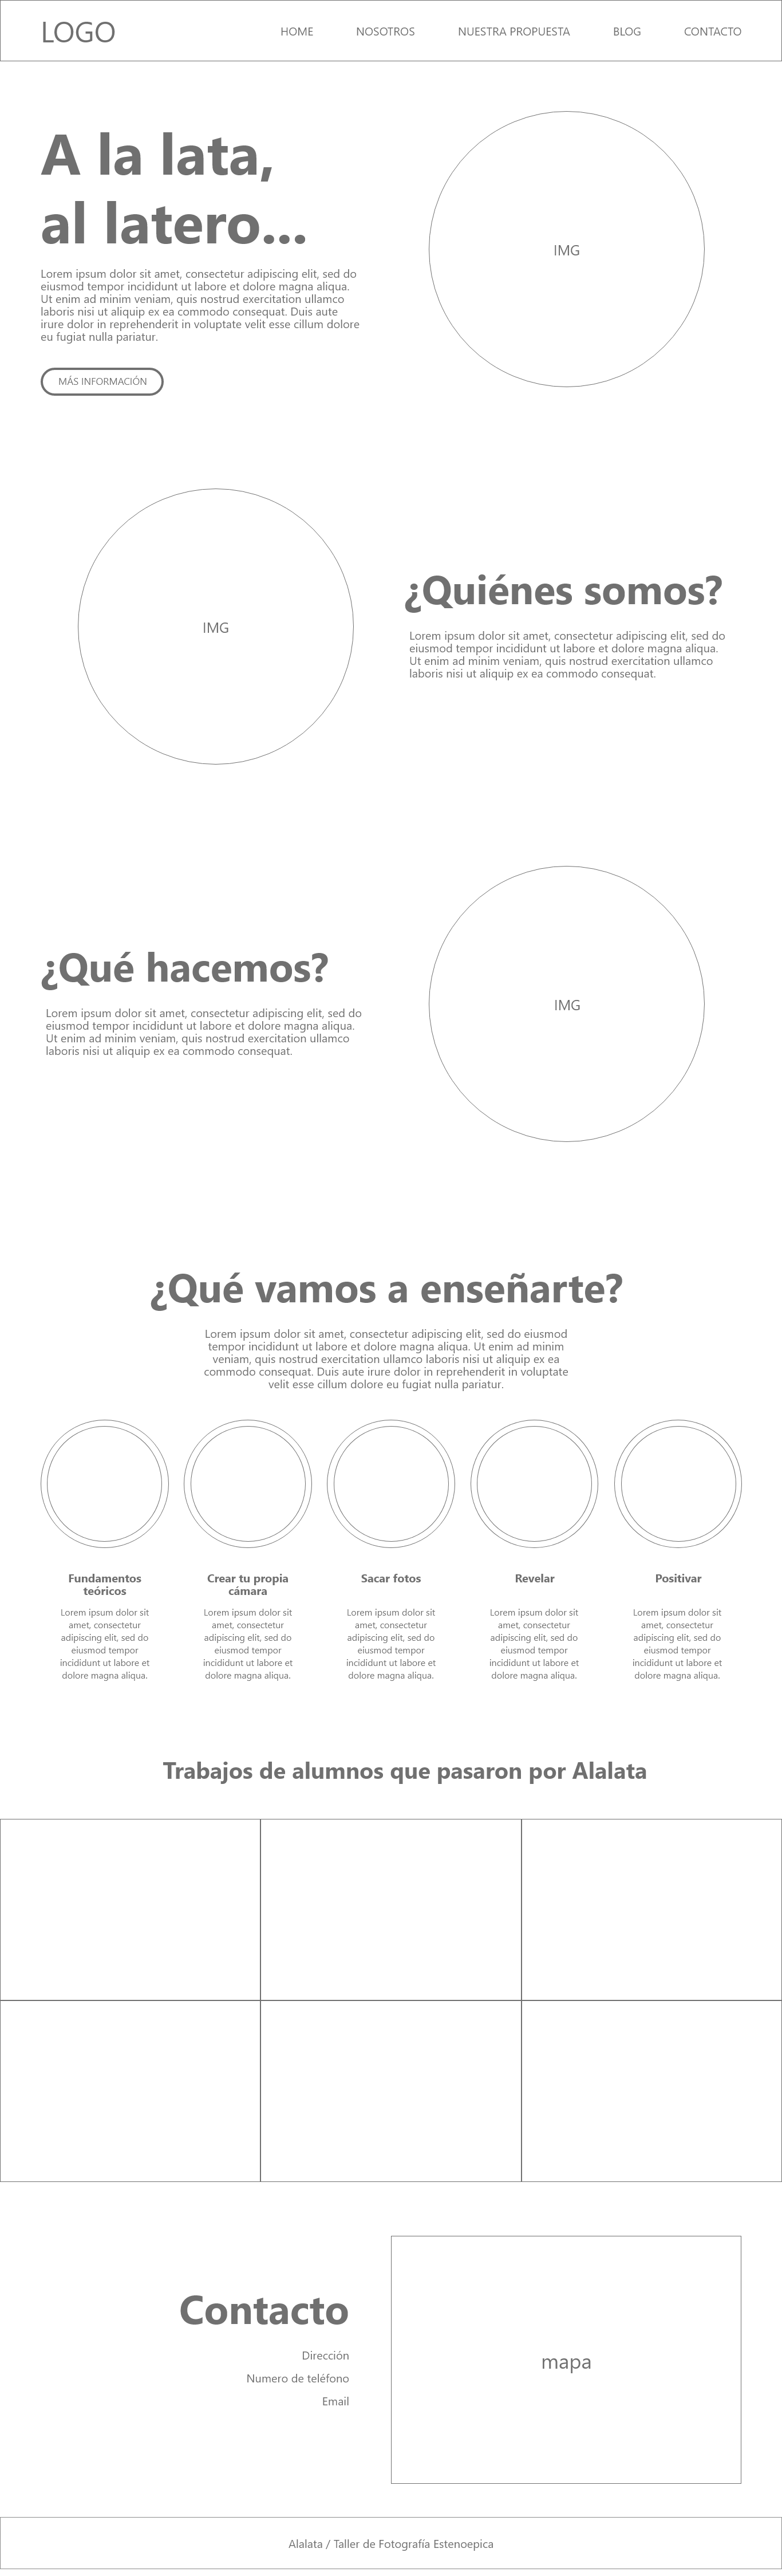 LOGO
HOME
NOSOTROS
NUESTRA PROPUESTA
BLOG
CONTACTO
A la lata,
al latero...
Lorem ipsum dolor sit amet, consectetur adipiscing elit, sed do
eiusmod tempor incididunt ut labore et dolore magna aliqua.
Ut enim ad minim veniam, quis nostrud exercitation ullamco
laboris nisi ut aliquip ex ea commodo consequat. Duis aute
irure dolor in reprehenderit in voluptate velit esse cillum dolore
eu fugiat nulla pariatur.
MÁS INFORMACIÓN
IMG
IMG
¿Quiénes somos?
Lorem ipsum dolor sit amet, consectetur adipiscing elit, sed do
eiusmod tempor incididunt ut labore et dolore magna aliqua.
Ut enim ad minim veniam, quis nostrud exercitation ullamco
laboris nisi ut aliquip ex ea commodo consequat.
¿Qué hacemos?
Lorem ipsum dolor sit amet, consectetur adipiscing elit, sed do
eiusmod tempor incididunt ut labore et dolore magna aliqua.
Ut enim ad minim veniam, quis nostrud exercitation ullamco
laboris nisi ut aliquip ex ea commodo consequat.
IMG
¿Qué vamos a enseñarte?
Lorem ipsum dolor sit amet, consectetur adipiscing elit, sed do eiusmod
tempor incididunt ut labore et dolore magna aliqua. Ut enim ad minim
veniam, quis nostrud exercitation ullamco laboris nisi ut aliquip ex ea
commodo consequat. Duis aute irure dolor in reprehenderit in voluptate
velit esse cillum dolore eu fugiat nulla pariatur.
Fundamentos
teóricos
Lorem ipsum dolor sit
amet, consectetur
adipiscing elit, sed do
eiusmod tempor
incididunt ut labore et
dolore magna aliqua.
Crear tu propia
cámara
Lorem ipsum dolor sit
amet, consectetur
adipiscing elit, sed do
eiusmod tempor
incididunt ut labore et
dolore magna aliqua.
Sacar fotos
Lorem ipsum dolor sit
amet, consectetur
adipiscing elit, sed do
eiusmod tempor
incididunt ut labore et
dolore magna aliqua.
Revelar
Lorem ipsum dolor sit
amet, consectetur
adipiscing elit, sed do
eiusmod tempor
incididunt ut labore et
dolore magna aliqua.
Positivar
Lorem ipsum dolor sit
amet, consectetur
adipiscing elit, sed do
eiusmod tempor
incididunt ut labore et
dolore magna aliqua.
Trabajos de alumnos que pasaron por Alalata
Contacto
Dirección
Numero de teléfono
Email
mapa
Alalata / Taller de Fotografía Estenoepica